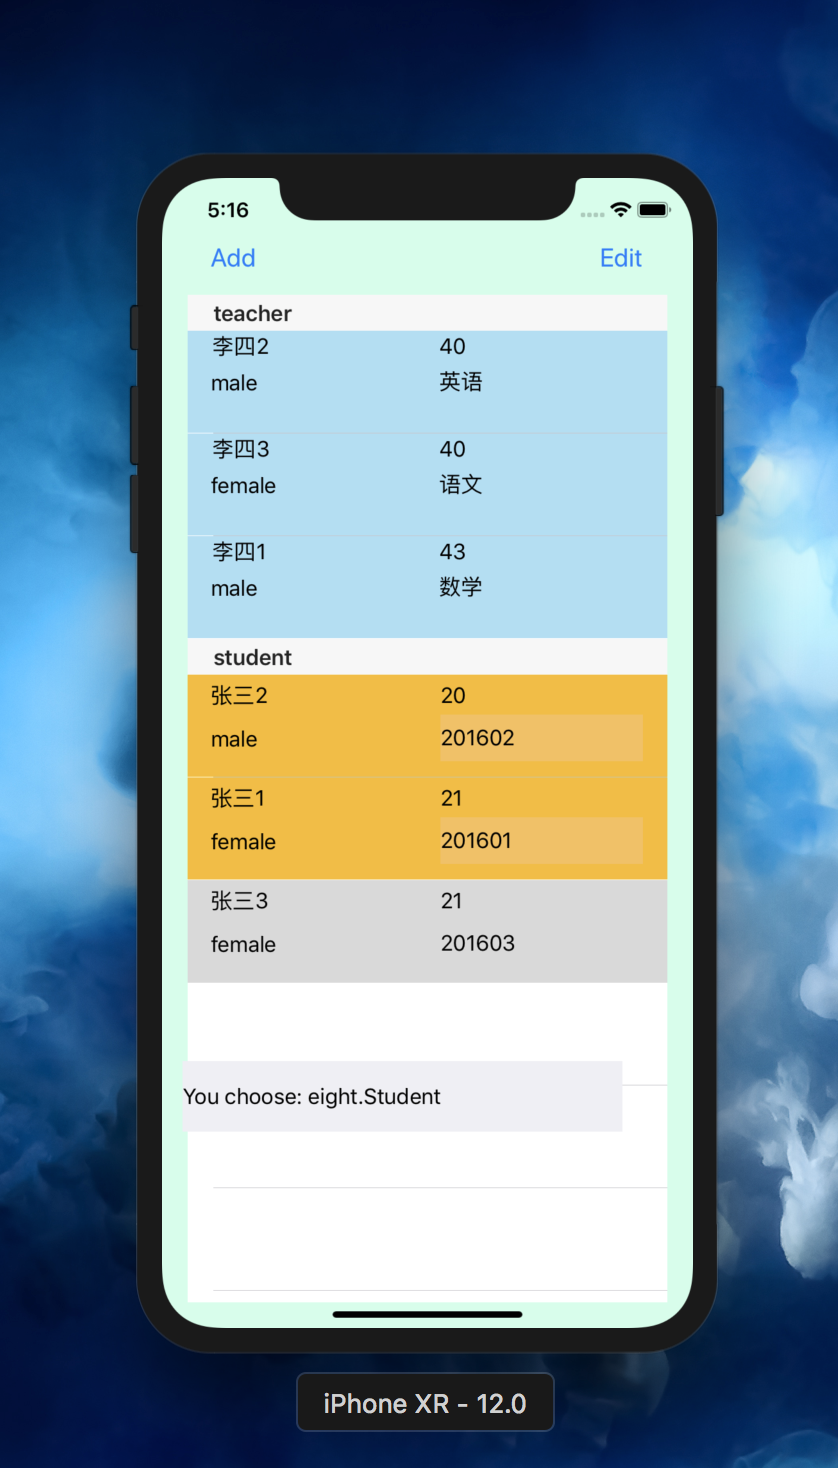 5:16
Add Edit
teacher
李四2 40
male 英语
李四3 40
female 语文
李四1 43
male 数学
student
张三2 20
male 201602
张三1 21
female 201601
张三3 21
female 201603
You choose: eight.Student
iPhone XR - 12.0